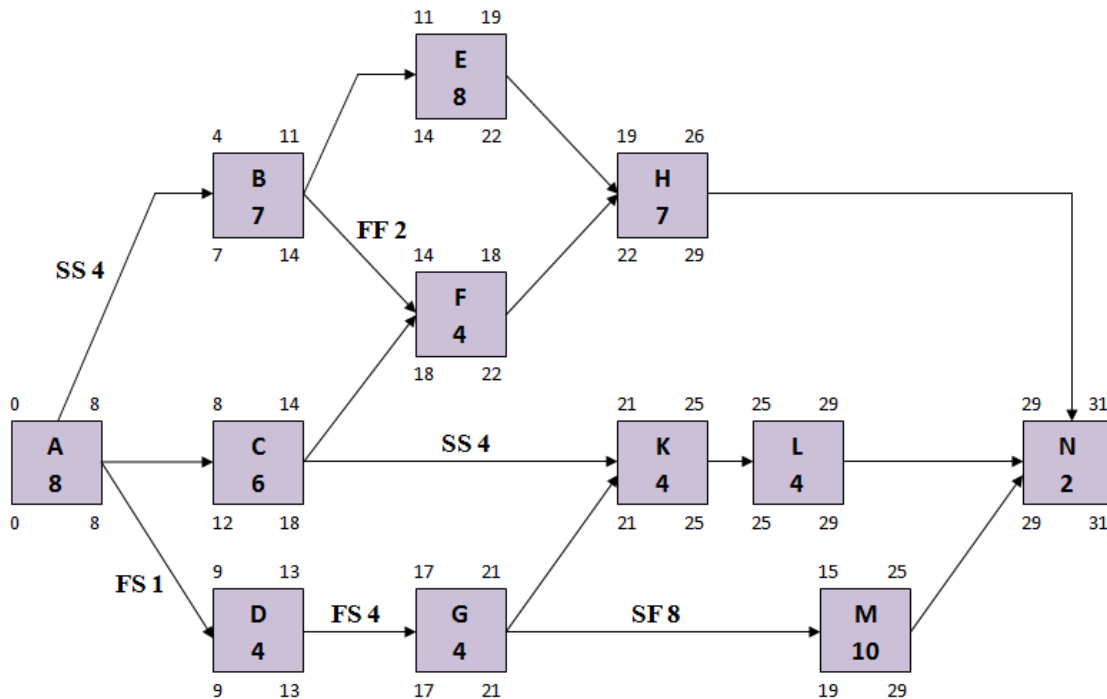 11 19
E
8
14 22
4 11
B
7
7 14
19 26
H
7
22 29
FF 2
SS 4
14 18
F
4
18 22
0 8
A
8
0 8
8 14
C
6
12 18
SS 4
21 25
K
4
21 25
25 29
L
4
25 29
29 31
N
2
29 31
FS 1
9 13
D
4
9 13
FS 4
17 21
G
4
17 21
SF 8
15 25
M
10
19 29